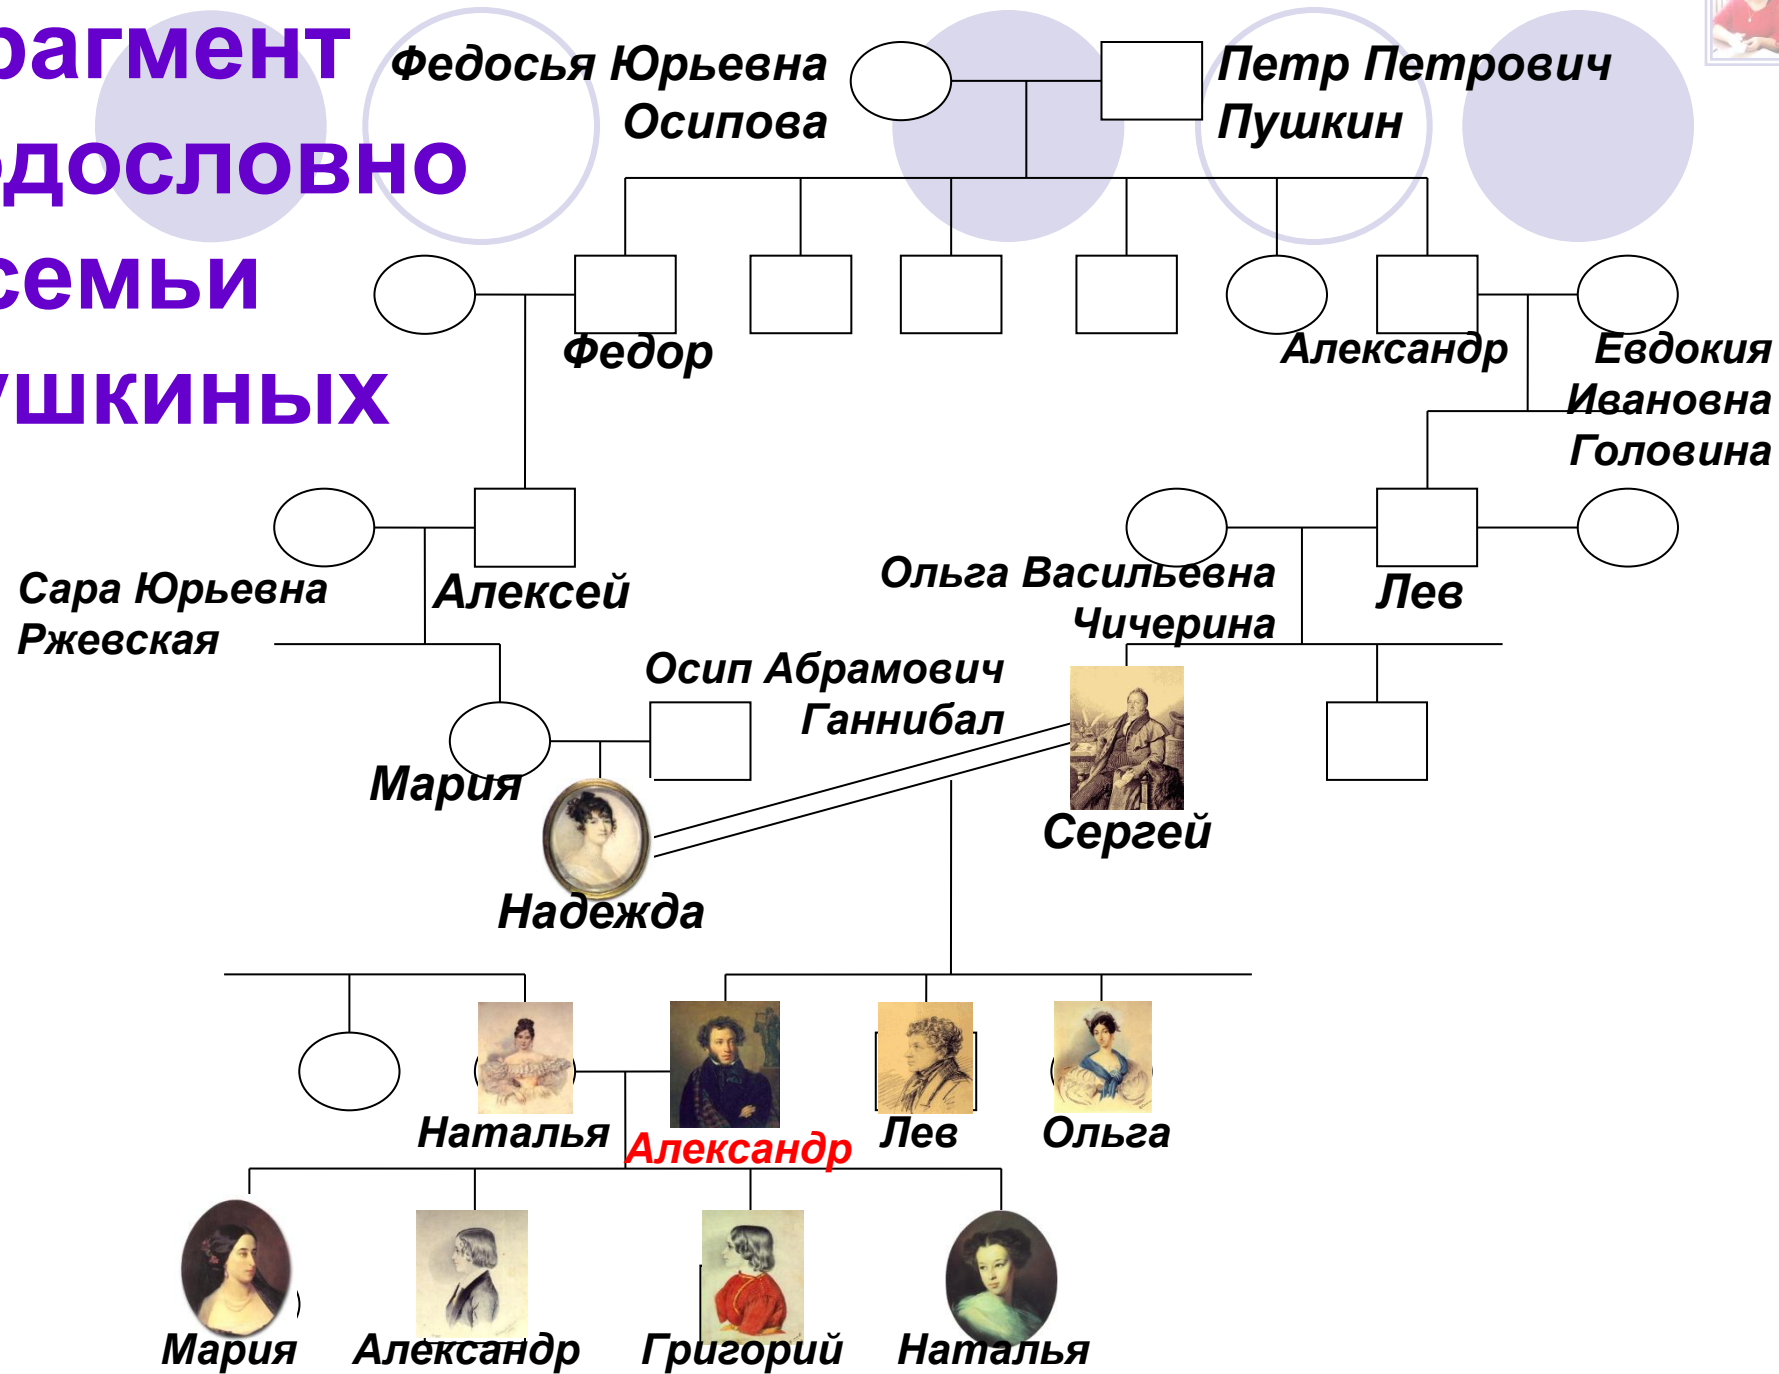 рагмент
одословно
семьи
ушкиных
Федосья Юрьевна
Осипова
Петр Петрович
Пушкин
Федор
Александр
Евдокия
Ивановна
Головина
Сара Юрьевна
Ржевская
Алексей
Ольга Васильевна
Чичерина
Лев
Осип Абрамович
Ганнибал
Мария
Сергей
Надежда
Наталья
Александр
Лев
Ольга
Мария
Александр
Григорий
Наталья